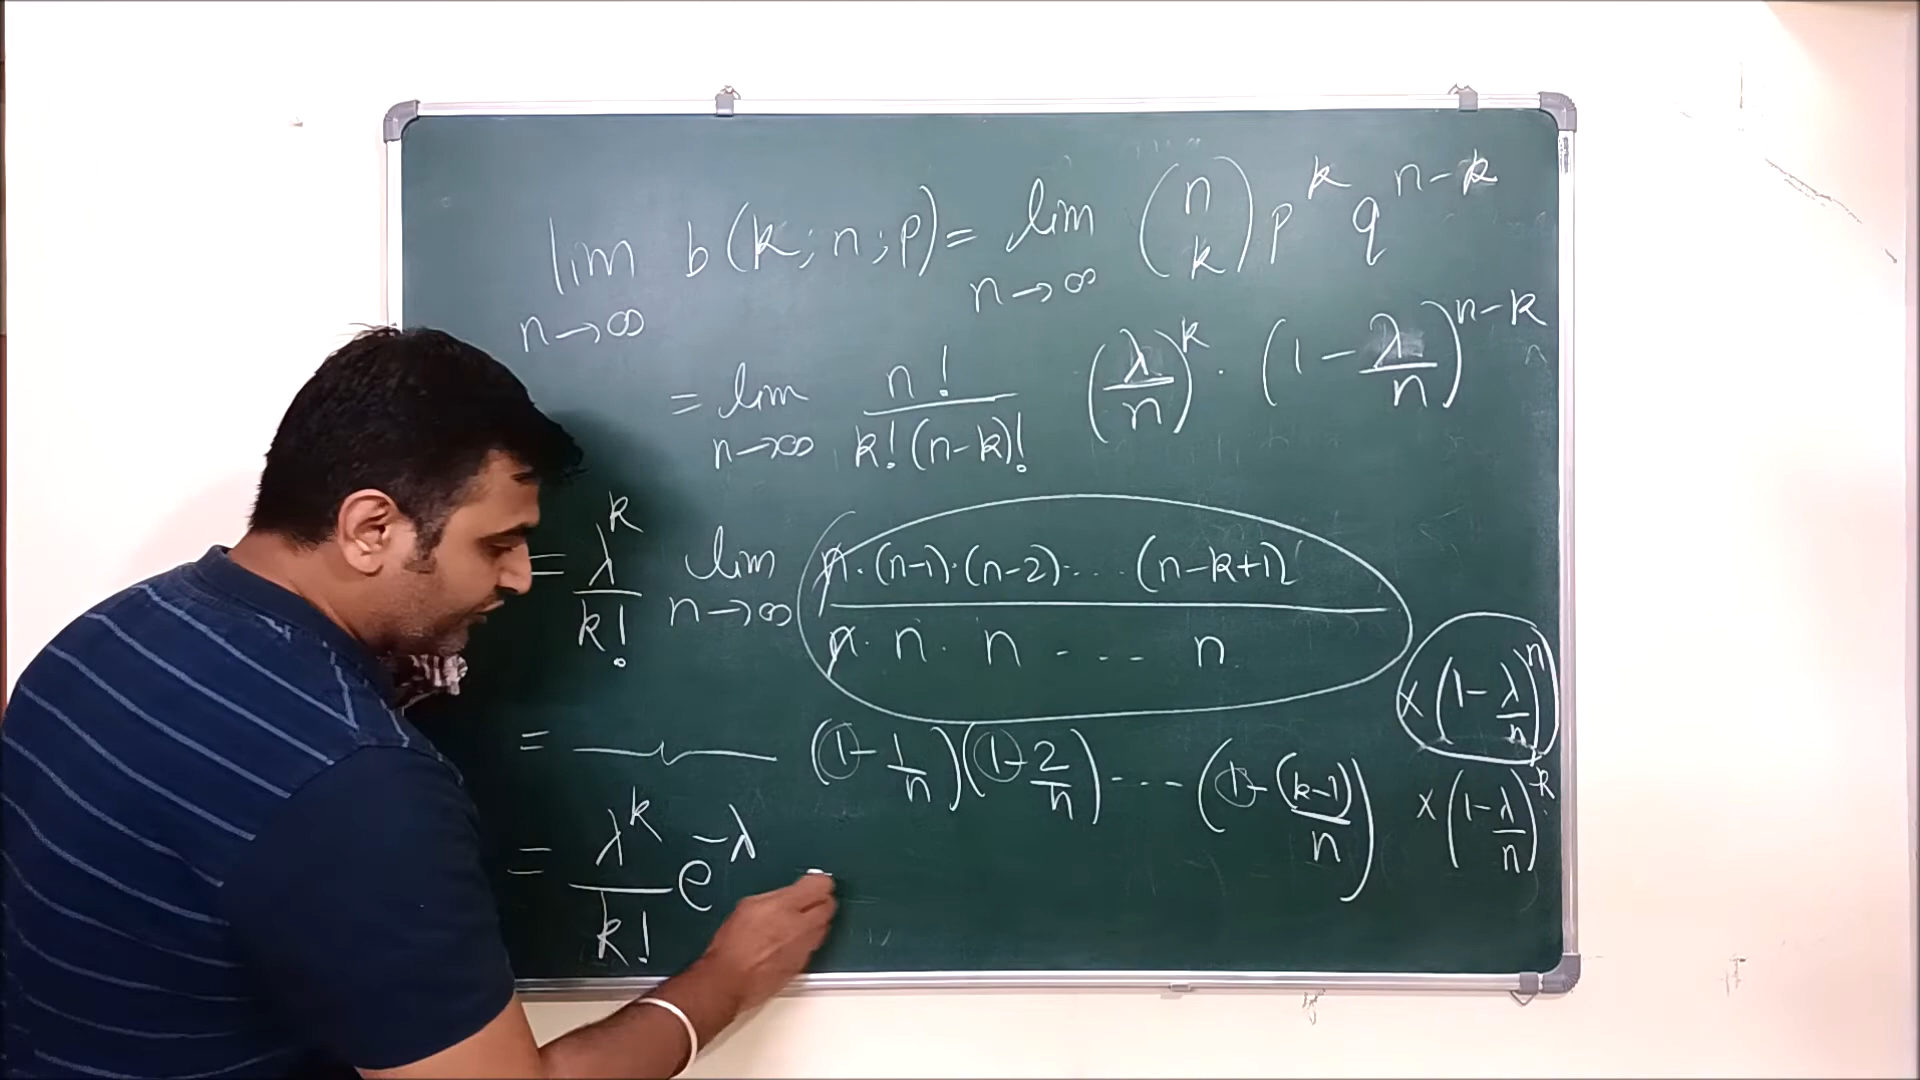 lim n→∞ b(k; n; p) = lim n→∞ (n k) p^k q^(n-k)
= lim n→∞ n!/(k!(n-k)!) (λ/n)^k · (1 - λ/n)^(n-k)
= λ^k/k! lim n→∞ n·(n-1)·(n-2)···· (n-k+1)/(n· n· n - - - n) × (1-λ/n)^n
= (1 - 1/n)(1 - 2/n) ---- (1 - (k-1)/n) × (1-λ/n)^-k
= λ^k/k! e^-λ